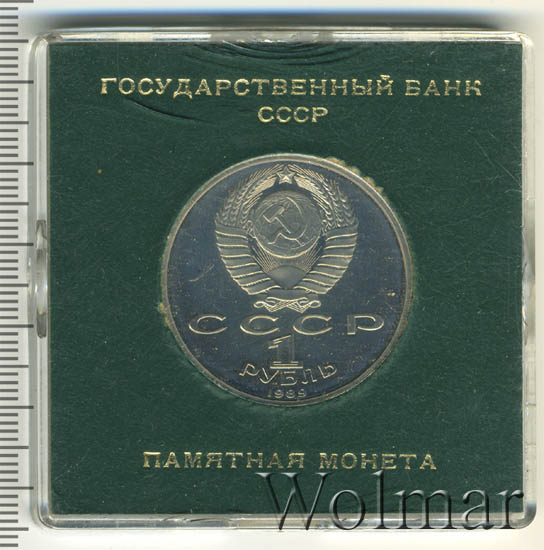 ГОСУДАРСТВЕННЫЙ БАНК
СССР
СССР
1
РУБЛЬ
1989
ПАМЯТНАЯ МОНЕТА
Wolmar